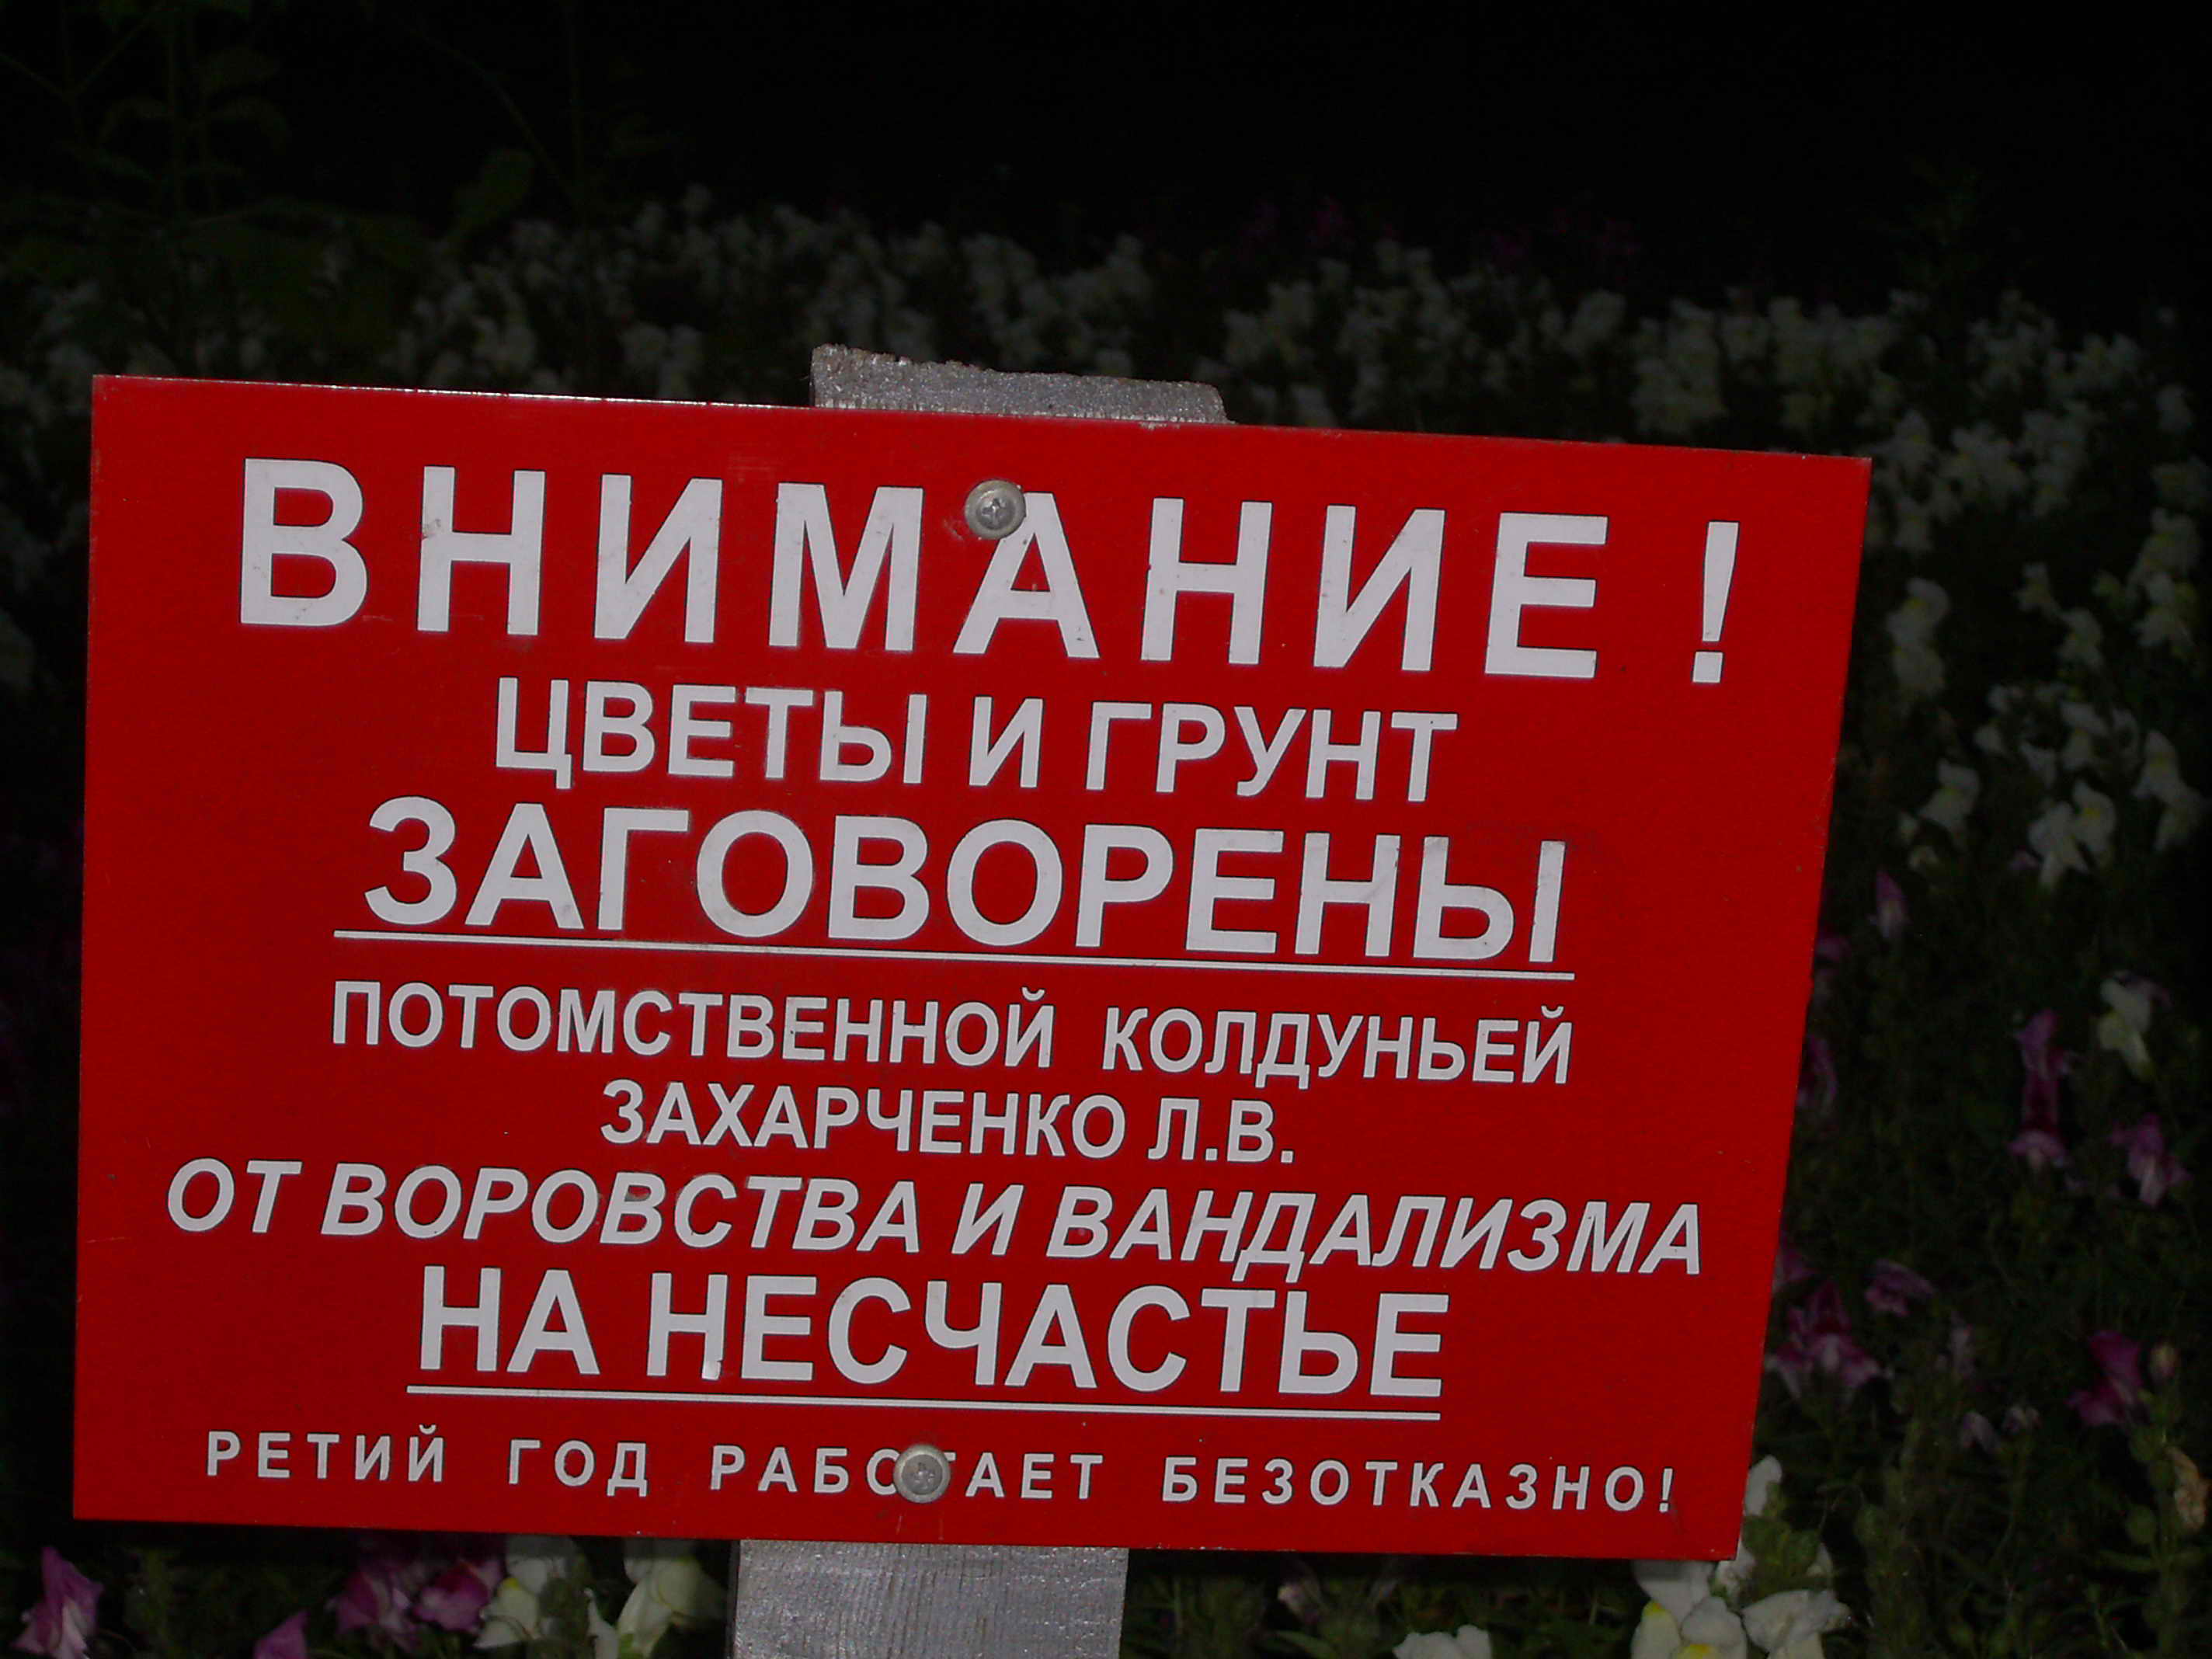 ВНИМАНИЕ!
ЦВЕТЫ И ГРУНТ
ЗАГОВОРЕНЫ
ПОТОМСТВЕННОЙ КОЛДУНЬЕЙ
ЗАХАРЧЕНКО Л.В.
ОТ ВОРОВСТВА И ВАНДАЛИЗМА
НА НЕСЧАСТЬЕ
РЕТИЙ ГОД РАБОТАЕТ БЕЗОТКАЗНО!